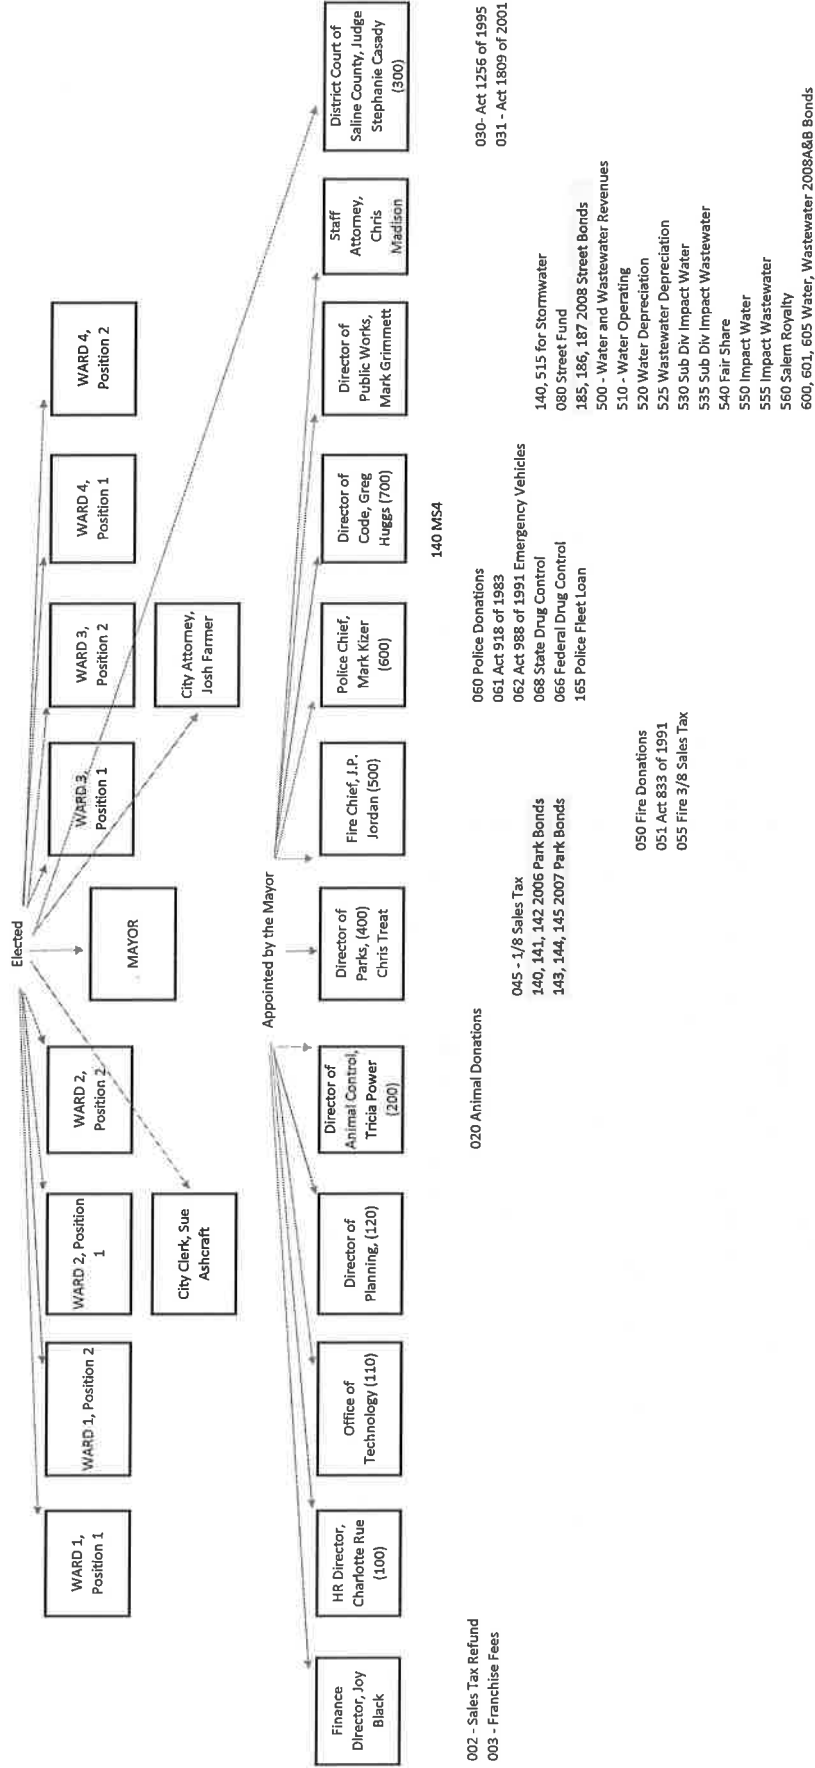 Elected
WARD 1,
Position 1
WARD 1, Position 2
WARD 2, Position
1
WARD 2,
Position 2
MAYOR
WARD 3,
Position 1
WARD 3,
Position 2
WARD 4,
Position 1
WARD 4,
Position 2
City Clerk, Sue
Ashcraft
City Attorney,
Josh Farmer
Appointed by the Mayor
Finance
Director, Joy
Black
HR Director,
Charlotte Rue
(100)
Office of
Technology (110)
Director of
Planning, (120)
Director of
Animal Control,
Tricia Power
(200)
Director of
Parks, (400)
Chris Treat
Fire Chief, J.P.
Jordan (500)
Police Chief,
Mark Kizer
(600)
Director of
Code, Greg
Huggs (700)
Director of
Public Works,
Mark Grimmett
Staff
Attorney,
Chris
Madison
District Court of
Saline County, Judge
Stephanie Casady
(300)
002 - Sales Tax Refund
003 - Franchise Fees
020 Animal Donations
045 - 1/8 Sales Tax
140, 141, 142 2006 Park Bonds
143, 144, 145 2007 Park Bonds
050 Fire Donations
051 Act 833 of 1991
055 Fire 3/8 Sales Tax
060 Police Donations
061 Act 918 of 1983
062 Act 988 of 1991 Emergency Vehicles
068 State Drug Control
066 Federal Drug Control
165 Police Fleet Loan
140 MS4
140, 515 for Stormwater
080 Street Fund
185, 186, 187 2008 Street Bonds
500 - Water and Wastewater Revenues
510 - Water Operating
520 Water Depreciation
525 Wastewater Depreciation
530 Sub Div Impact Water
535 Sub Div Impact Wastewater
540 Fair Share
550 Impact Water
555 Impact Wastewater
560 Salem Royalty
600, 601, 605 Water, Wastewater 2008A&B Bonds
030- Act 1256 of 1995
031 - Act 1809 of 2001